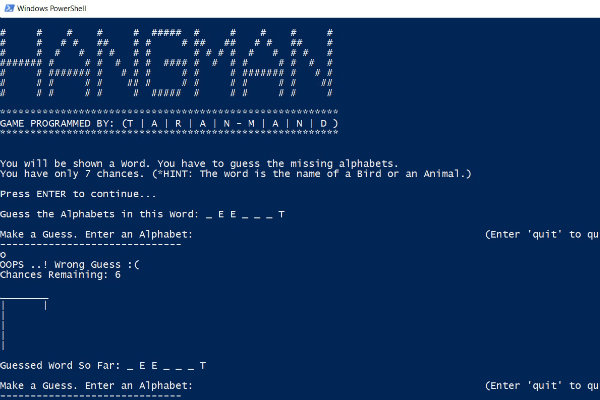 Windows PowerShell
HANGMAN
****************************************************************
GAME PROGRAMMED BY: (T | A | R | A | N - M | A | N | D )
****************************************************************
You will be shown a Word. You have to guess the missing alphabets.
You have only 7 chances. (*HINT: The word is the name of a Bird or an Animal.)
Press ENTER to continue...
Guess the Alphabets in this Word: _ E E _ _ _ T
Make a Guess. Enter an Alphabet: (Enter 'quit' to qu
------------------------------
o
OOPS ..! Wrong Guess :(
Chances Remaining: 6
Guessed Word So Far: _ E E _ _ _ T
Make a Guess. Enter an Alphabet: (Enter 'quit' to qu
------------------------------